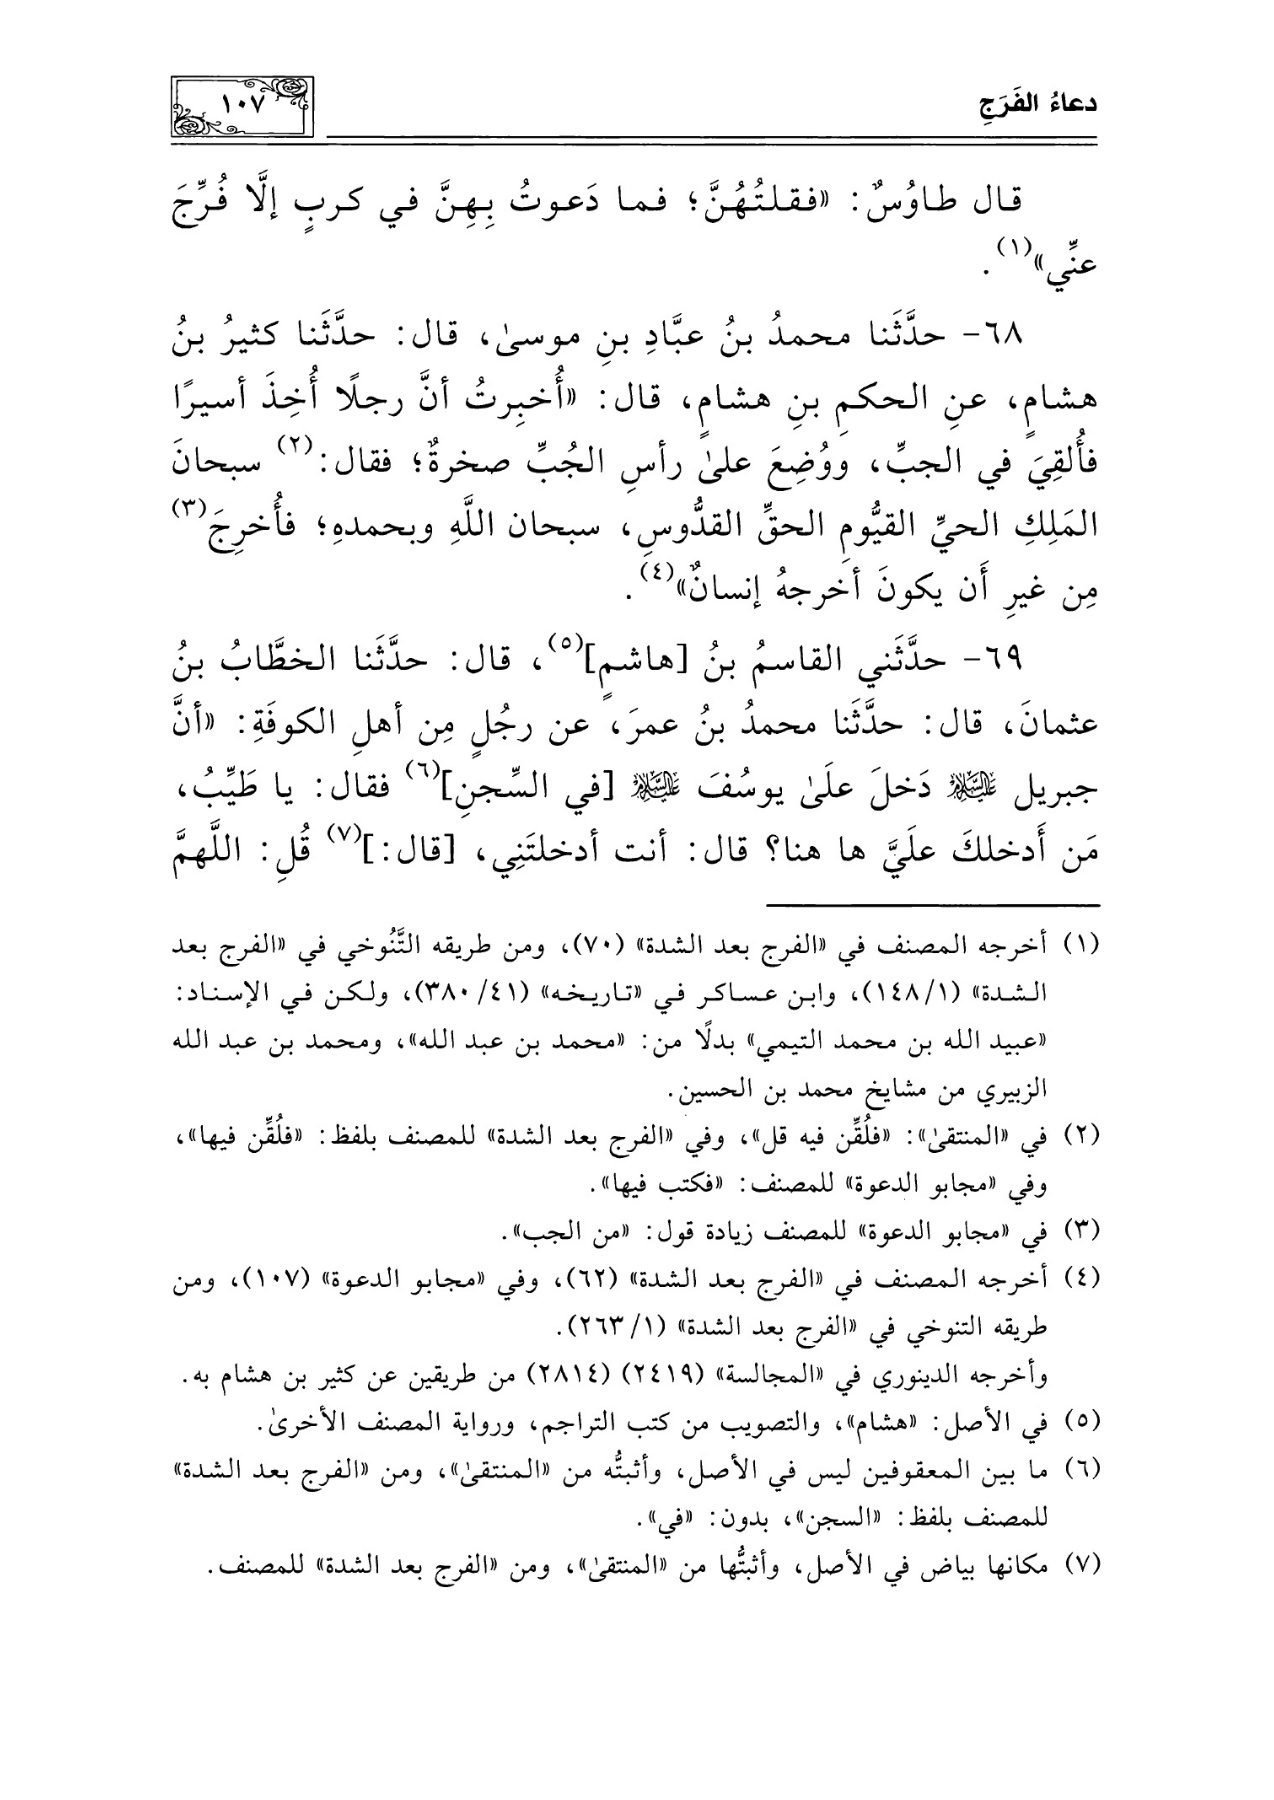 دعاءُ الفَرَجِ
١٠٧
قال طاوُسٌ: «فقلتُهُنَّ؛ فما دَعوتُ بِهِنَّ في كربٍ إلَّا فُرِّجَ
عنِّي»(١).
٦٨- حدَّثَنا محمدُ بنُ عبَّادِ بنِ موسىٰ، قال: حدَّثَنا كثيرُ بنُ
هشامٍ، عنِ الحكمِ بنِ هشامٍ، قال: «أُخبِرتُ أنَّ رجلًا أُخِذَ أسيرًا
فأُلقِيَ في الجبِّ، ووُضِعَ علىٰ رأسِ الجُبِّ صخرةٌ؛ فقال:(٢) سبحانَ
المَلِكِ الحيِّ القيُّومِ الحقِّ القدُّوسِ، سبحان اللَّهِ وبحمدهِ؛ فأُخرِجَ(٣)
مِن غيرِ أَن يكونَ أخرجهُ إنسانٌ»(٤).
٦٩- حدَّثَني القاسمُ بنُ [هاشمٍ](٥)، قال: حدَّثَنا الخطَّابُ بنُ
عثمانَ، قال: حدَّثَنا محمدُ بنُ عمرَ، عن رجُلٍ مِن أهلِ الكوفَةِ: «أنَّ
جبريل عليه السلام دَخلَ علَىٰ يوسُفَ عليه السلام [في السِّجنِ](٦) فقال: يا طَيِّبُ،
مَن أَدخلكَ علَيَّ ها هنا؟ قال: أنت أدخلتَنِي، [قال:](٧) قُلِ: اللَّهمَّ
(١) أخرجه المصنف في «الفرج بعد الشدة» (٧٠)، ومن طريقه التَّنُوخي في «الفرج بعد
الشدة» (١٤٨/١)، وابن عساكر في «تاريخه» (٣٨٠/٤١)، ولكن في الإسناد:
«عبيد الله بن محمد التيمي» بدلًا من: «محمد بن عبد الله»، ومحمد بن عبد الله
الزبيري من مشايخ محمد بن الحسين.
(٢) في «المنتقىٰ»: «فلُقِّن فيه قل»، وفي «الفرج بعد الشدة» للمصنف بلفظ: «فلُقِّن فيها»،
وفي «مجابو الدعوة» للمصنف: «فكتب فيها».
(٣) في «مجابو الدعوة» للمصنف زيادة قول: «من الجب».
(٤) أخرجه المصنف في «الفرج بعد الشدة» (٦٢)، وفي «مجابو الدعوة» (١٠٧)، ومن
طريقه التنوخي في «الفرج بعد الشدة» (٢٦٣/١).
وأخرجه الدينوري في «المجالسة» (٢٤١٩) (٢٨١٤) من طريقين عن كثير بن هشام به.
(٥) في الأصل: «هشام»، والتصويب من كتب التراجم، ورواية المصنف الأخرىٰ.
(٦) ما بين المعقوفين ليس في الأصل، وأثبتُّه من «المنتقىٰ»، ومن «الفرج بعد الشدة»
للمصنف بلفظ: «السجن»، بدون: «في».
(٧) مكانها بياض في الأصل، وأثبتُّها من «المنتقىٰ»، ومن «الفرج بعد الشدة» للمصنف.